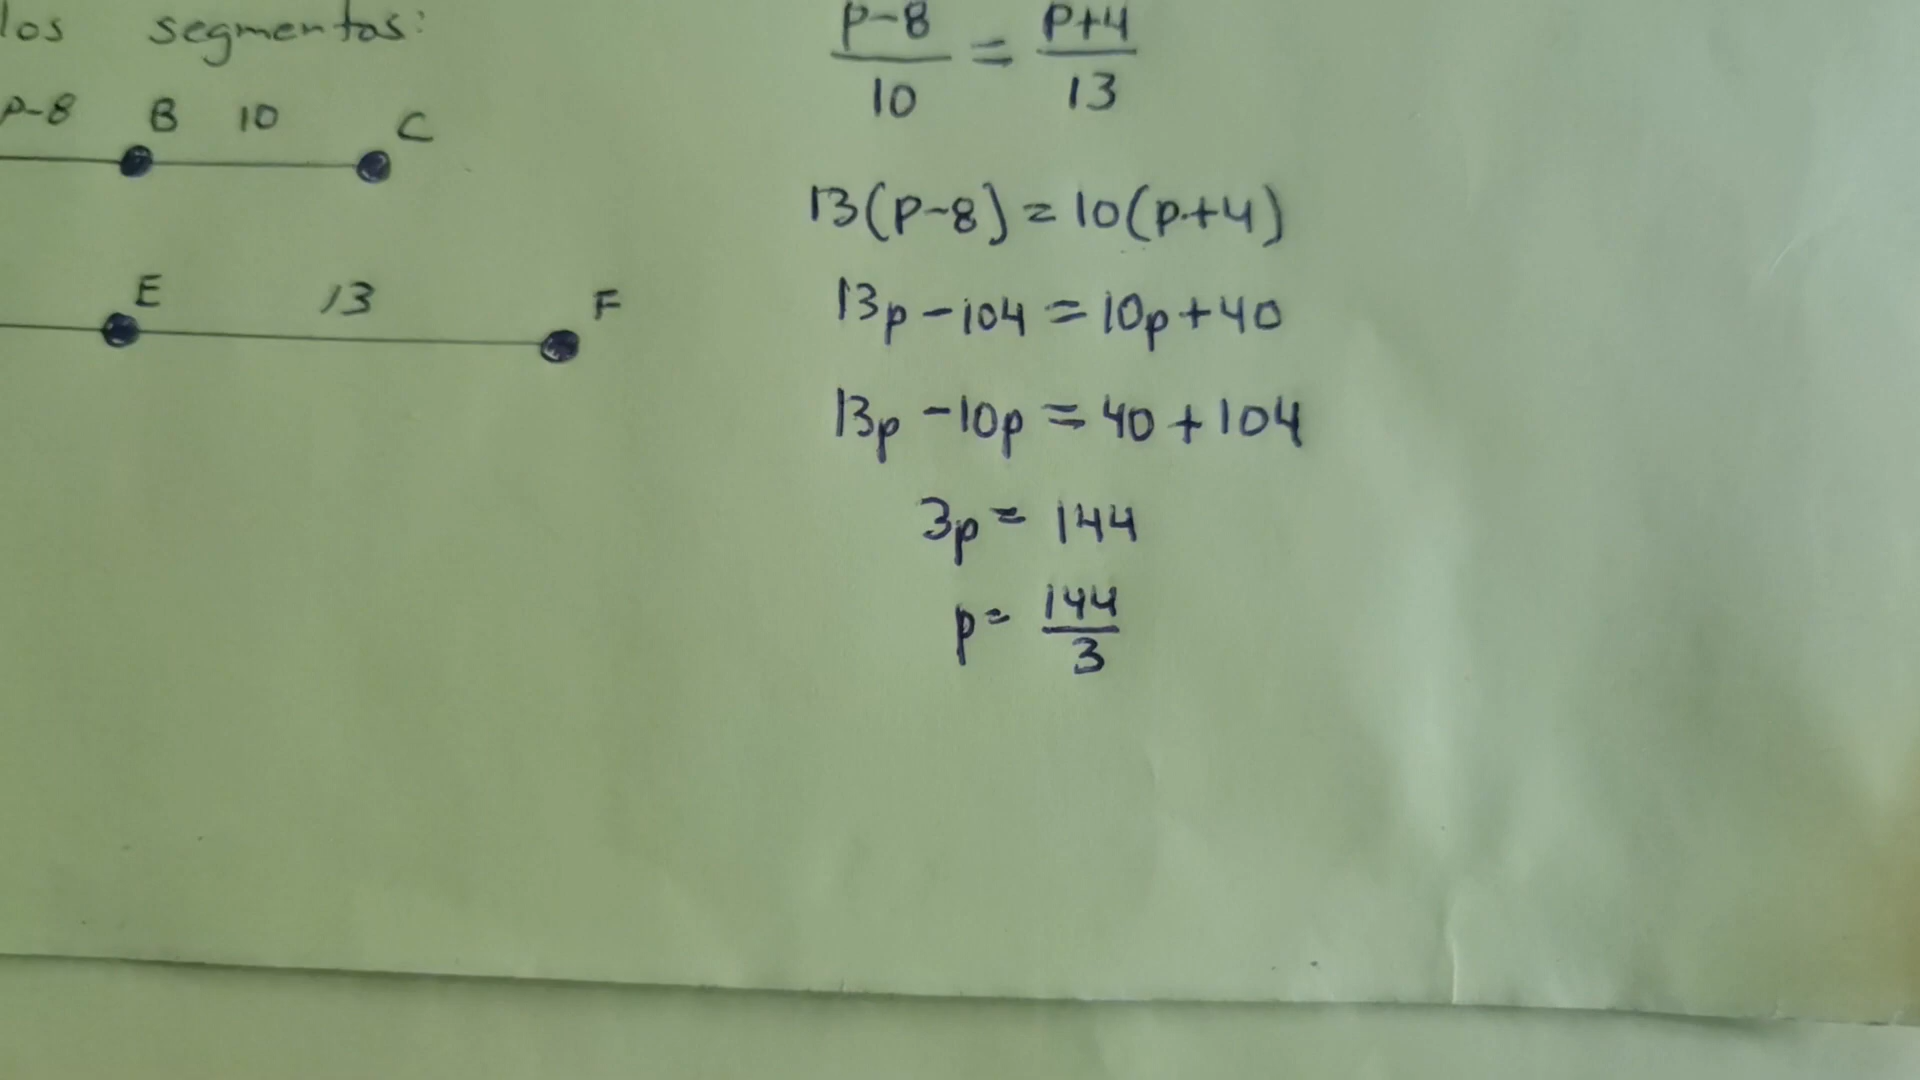 los segmentos:
p-8 B 10 C
E 13 F
p-8/10 = p+4/13
13(p-8) = 10(p+4)
13p - 104 = 10p + 40
13p - 10p = 40 + 104
3p = 144
p = 144/3